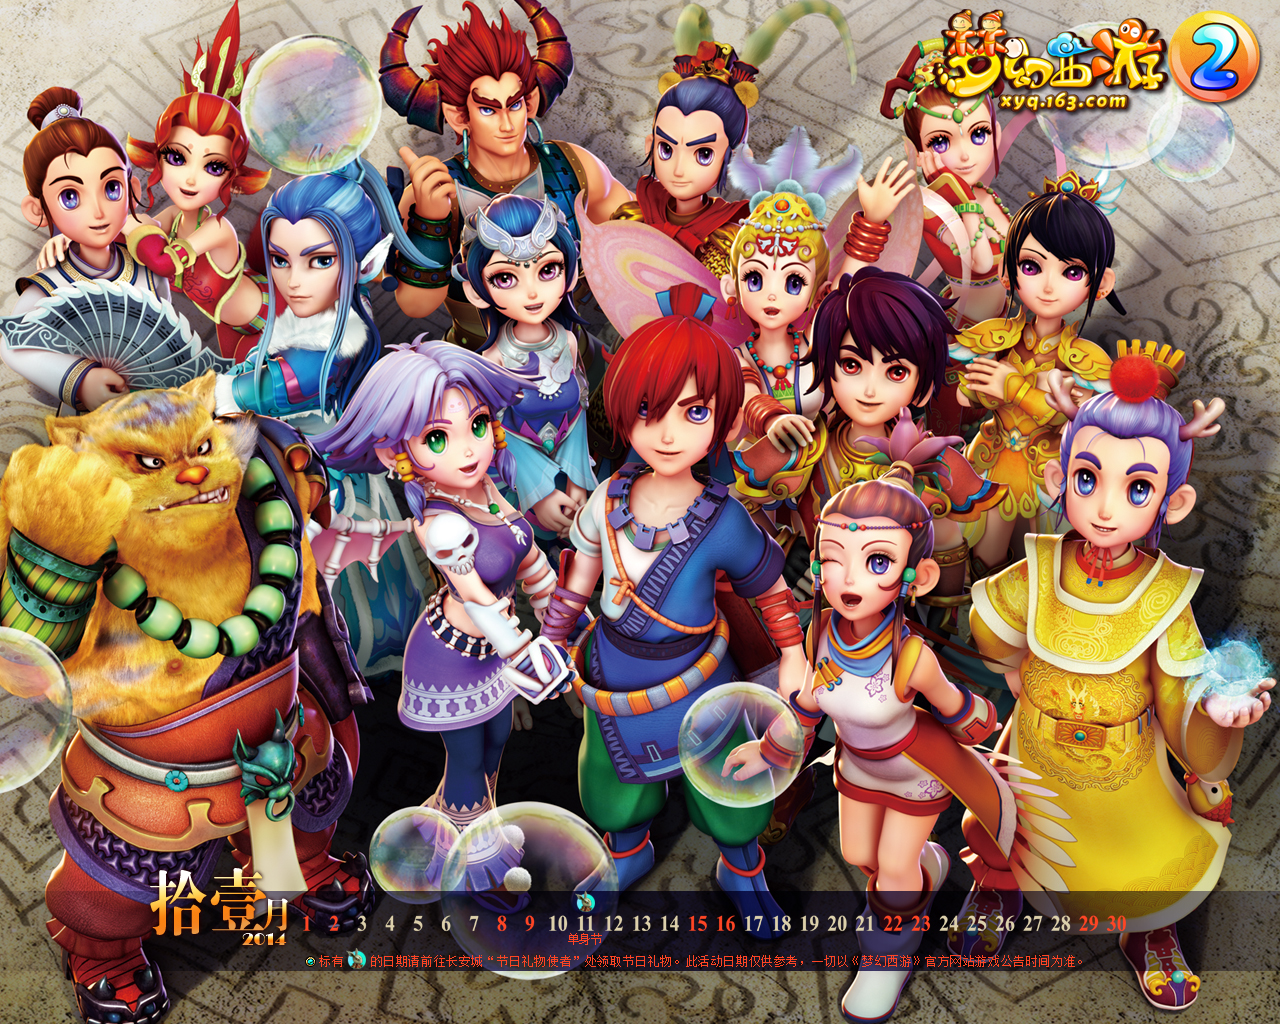 梦幻西游2
xyq.163.com
拾壹月
2014
1 2 3 4 5 6 7 8 9 10 11 12 13 14 15 16 17 18 19 20 21 22 23 24 25 26 27 28 29 30
单身节
标有 的日期请前往长安城“节日礼物使者”处领取节日礼物。此活动日期仅供参考，一切以《梦幻西游》官方网站游戏公告时间为准。